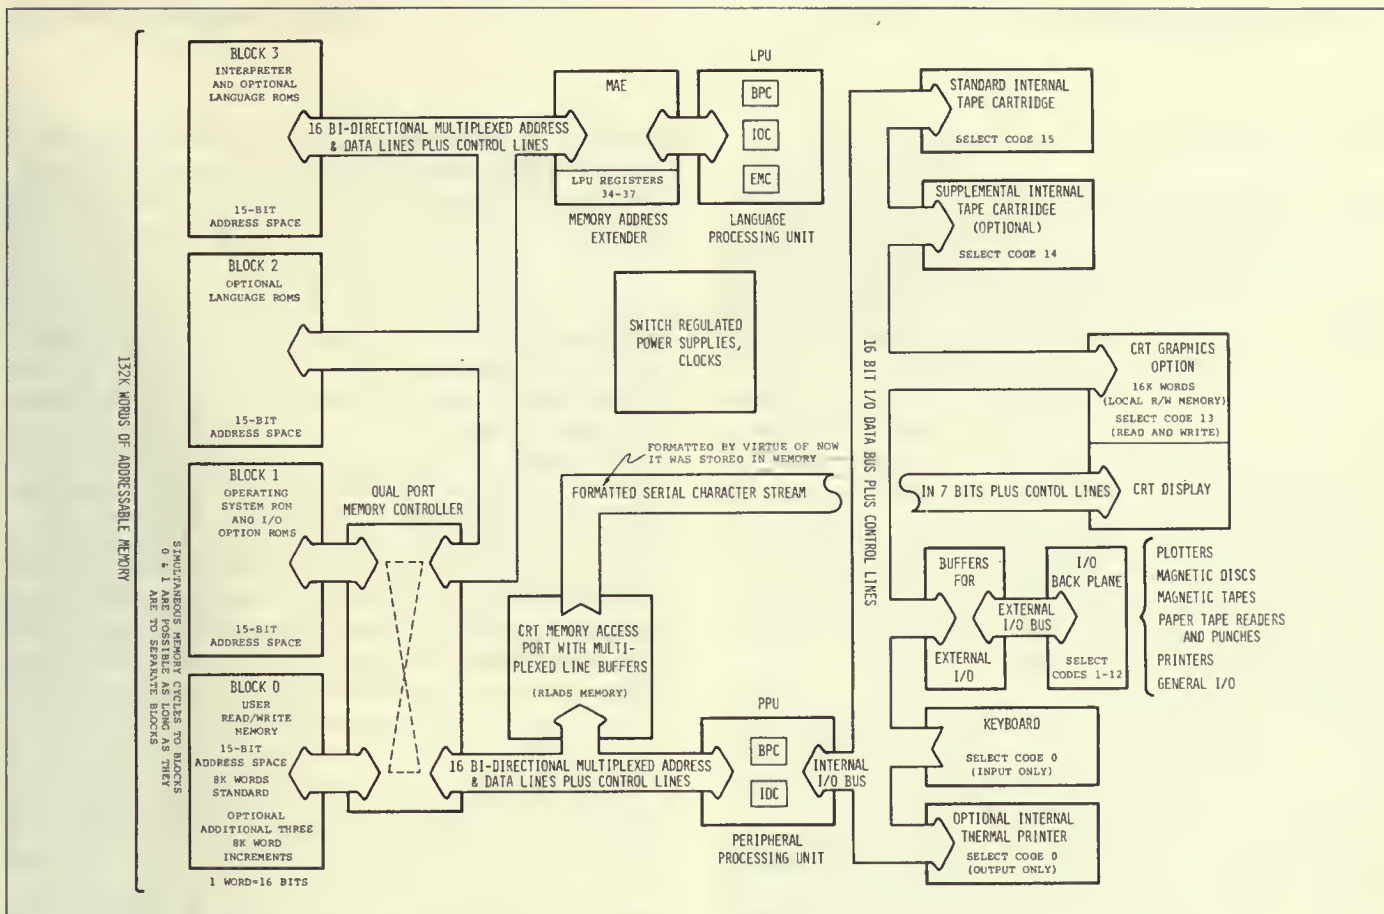 BLOCK 3
INTERPRETER
AND OPTIONAL
LANGUAGE ROMS
15-BIT
ADDRESS SPACE
BLOCK 2
OPTIONAL
LANGUAGE ROMS
15-BIT
ADDRESS SPACE
BLOCK 1
OPERATING
SYSTEM ROM
AND I/O
OPTION ROMS
15-BIT
ADDRESS SPACE
BLOCK 0
USER
READ/WRITE
MEMORY
15-BIT
ADDRESS SPACE
8K WORDS
STANDARD
OPTIONAL
ADDITIONAL THREE
8K WORD
INCREMENTS
1 WORD=16 BITS
132K WORDS OF ADDRESSABLE MEMORY
SIMULTANEOUS MEMORY CYCLES TO BLOCKS
0 & 1 ARE POSSIBLE AS LONG AS THEY
ARE TO SEPARATE BLOCKS
16 BI-DIRECTIONAL MULTIPLEXED ADDRESS
& DATA LINES PLUS CONTROL LINES
MAE
LPU REGISTERS
34-37
MEMORY ADDRESS
EXTENDER
LPU
BPC
IOC
EMC
LANGUAGE
PROCESSING UNIT
SWITCH REGULATED
POWER SUPPLIES,
CLOCKS
QUAL PORT
MEMORY CONTROLLER
FORMATTED BY VIRTUE OF NOW
IT WAS STORED IN MEMORY
FORMATTED SERIAL CHARACTER STREAM
IN 7 BITS PLUS CONTOL LINES
CRT MEMORY ACCESS
PORT WITH MULTI-
PLEXED LINE BUFFERS
(RLADS MEMORY)
16 BI-DIRECTIONAL MULTIPLEXED ADDRESS
& DATA LINES PLUS CONTROL LINES
PPU
BPC
IDC
PERIPHERAL
PROCESSING UNIT
INTERNAL
I/O BUS
16 BIT I/O DATA BUS PLUS CONTROL LINES
STANDARD INTERNAL
TAPE CARTRIDGE
SELECT CODE 15
SUPPLEMENTAL INTERNAL
TAPE CARTRIDGE
(OPTIONAL)
SELECT CODE 14
CRT GRAPHICS
OPTION
16K WORDS
(LOCAL R/W MEMORY)
SELECT CODE 13
(READ AND WRITE)
CRT DISPLAY
BUFFERS
FOR
EXTERNAL
I/O
EXTERNAL
I/O BUS
I/O
BACK PLANE
SELECT
CODES 1-12
PLOTTERS
MAGNETIC DISCS
MAGNETIC TAPES
PAPER TAPE READERS
AND PUNCHES
PRINTERS
GENERAL I/O
KEYBOARD
SELECT CODE 0
(INPUT ONLY)
OPTIONAL INTERNAL
THERMAL PRINTER
SELECT CODE 0
(OUTPUT ONLY)